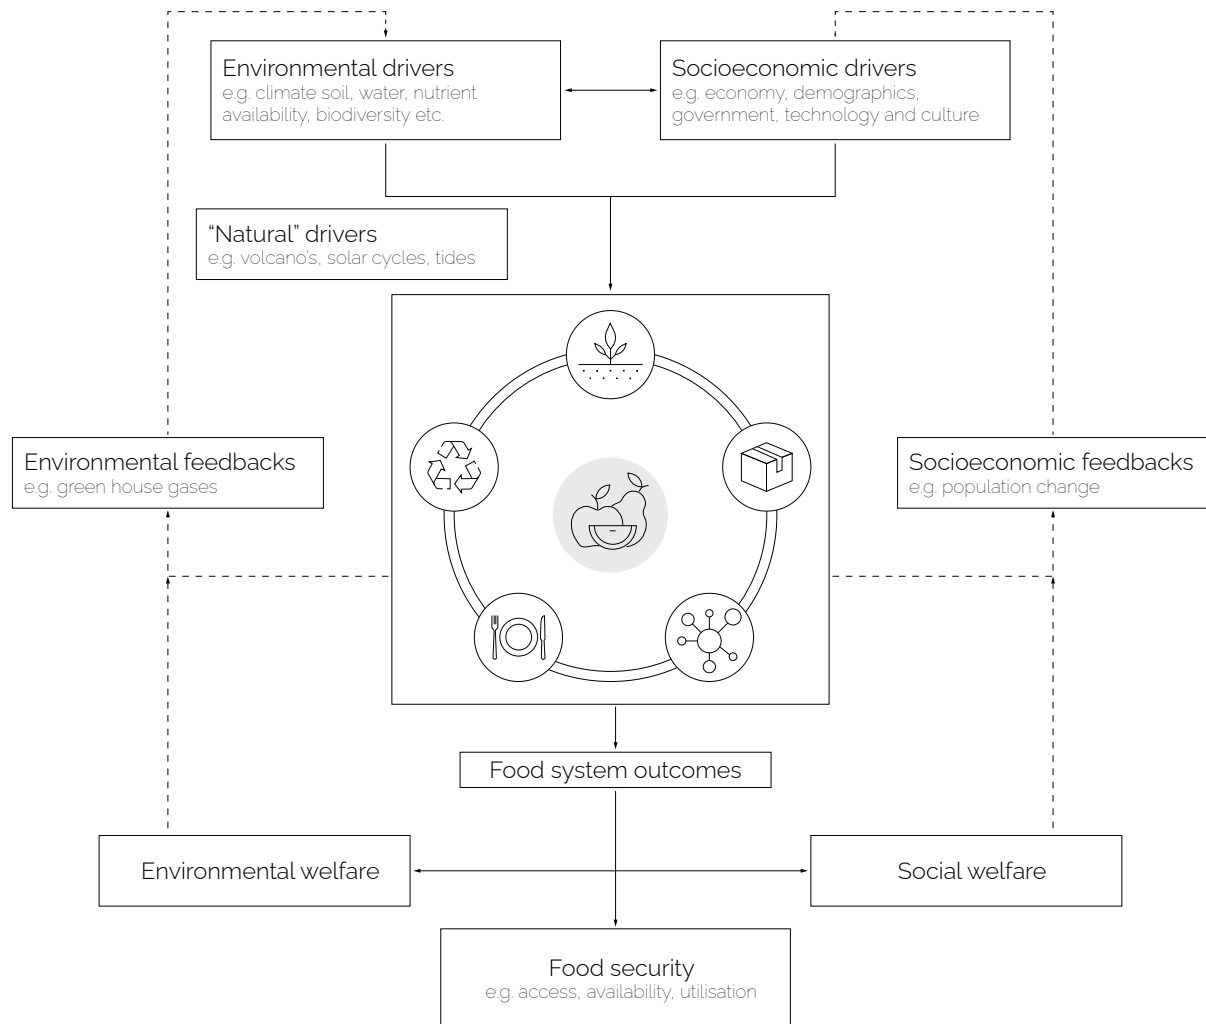 Environmental drivers
e.g. climate soil, water, nutrient
availability, biodiversity etc.
Socioeconomic drivers
e.g. economy, demographics,
government, technology and culture
“Natural” drivers
e.g. volcano’s, solar cycles, tides
Environmental feedbacks
e.g. green house gases
Socioeconomic feedbacks
e.g. population change
Food system outcomes
Environmental welfare
Social welfare
Food security
e.g. access, availability, utilisation